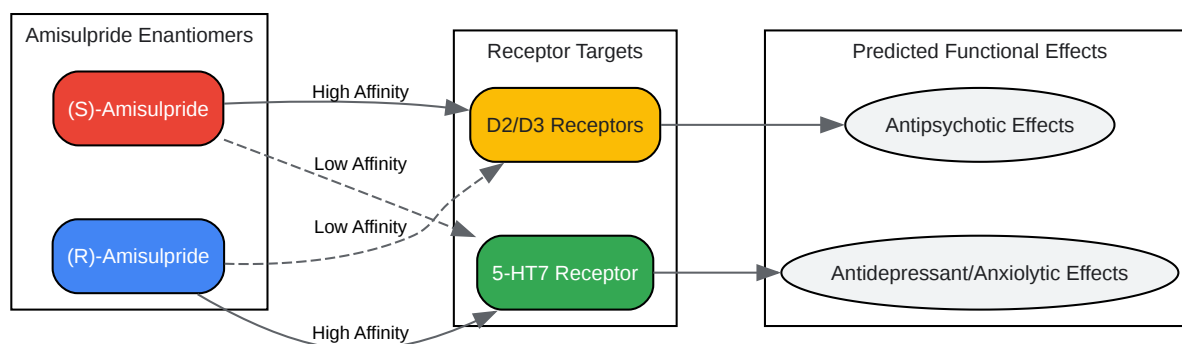 Amisulpride Enantiomers
(S)-Amisulpride
(R)-Amisulpride
High Affinity
Low Affinity
Low Affinity
High Affinity
Receptor Targets
D2/D3 Receptors
5-HT7 Receptor
Predicted Functional Effects
Antipsychotic Effects
Antidepressant/Anxiolytic Effects